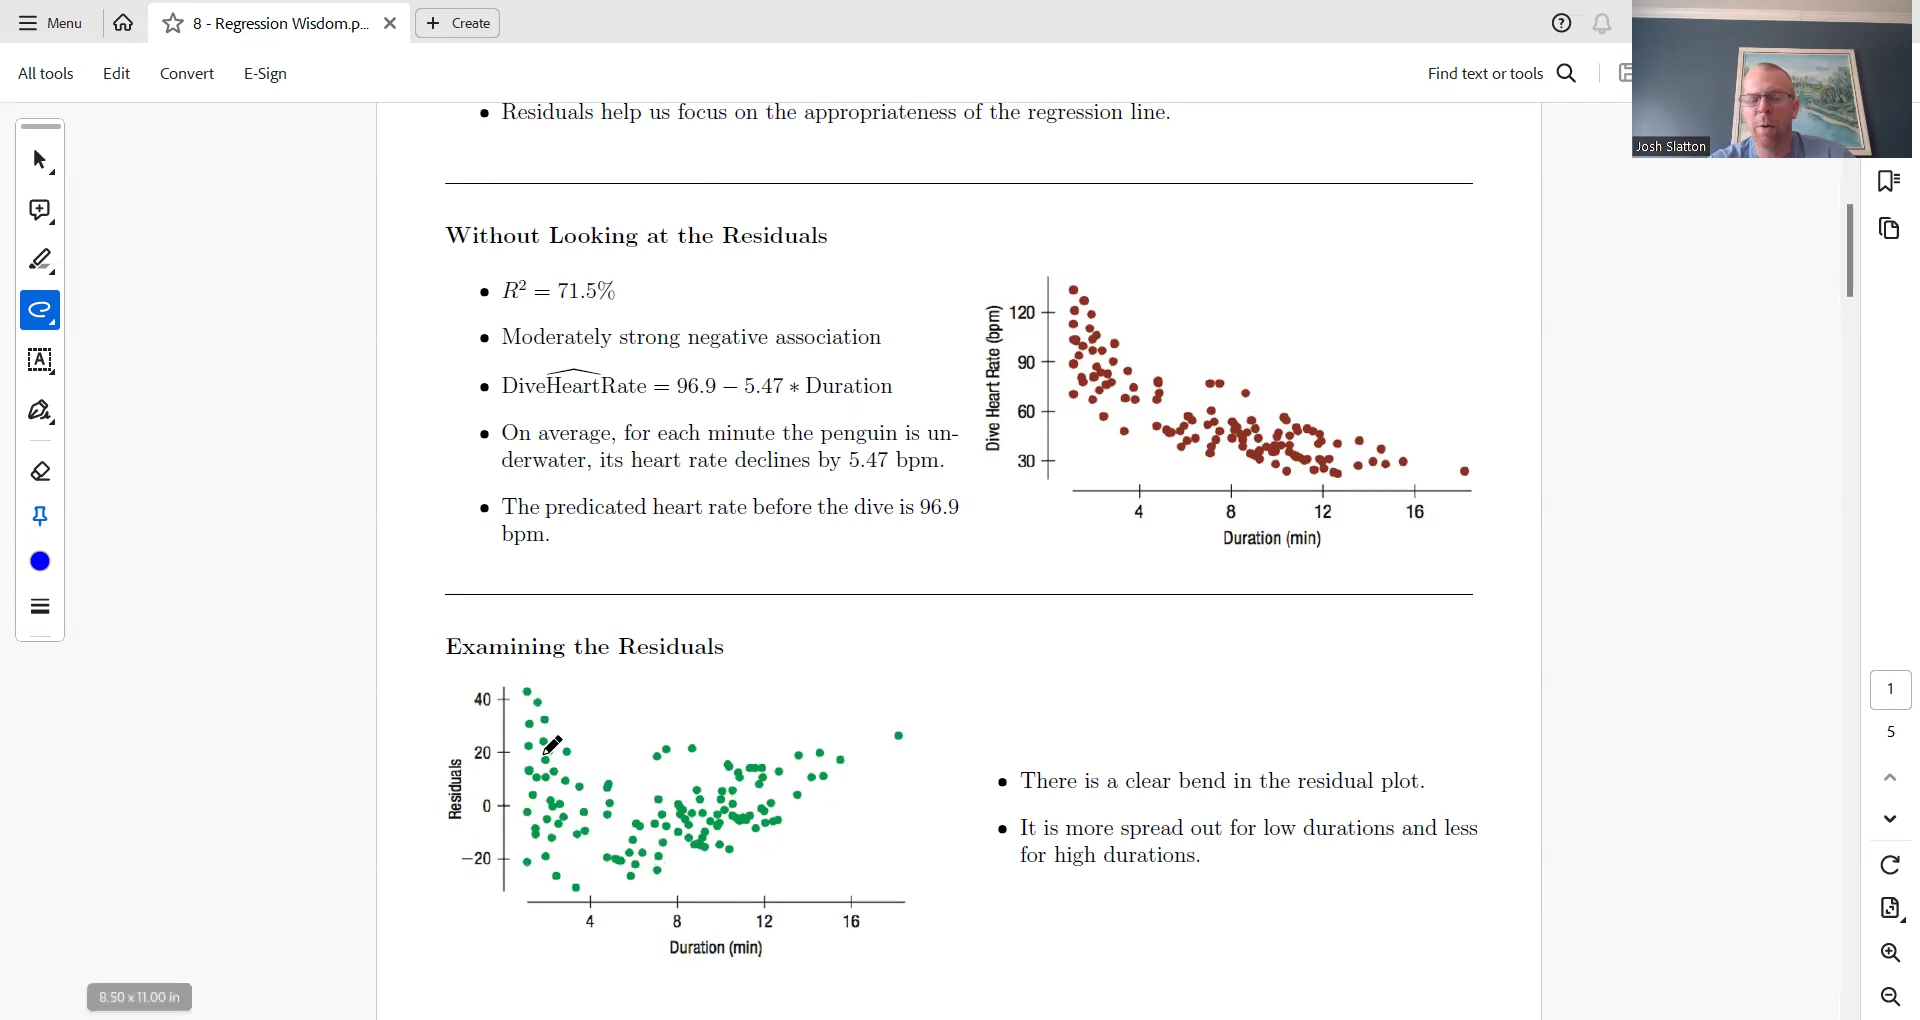 Menu
8 - Regression Wisdom.p...
Create
All tools
Edit
Convert
E-Sign
Find text or tools
Josh Slatton
• Residuals help us focus on the appropriateness of the regression line.
Without Looking at the Residuals
• R² = 71.5%
• Moderately strong negative association
• DiveHeartRate = 96.9 − 5.47 * Duration
• On average, for each minute the penguin is un-
derwater, its heart rate declines by 5.47 bpm.
• The predicated heart rate before the dive is 96.9
bpm.
Dive Heart Rate (bpm)
120
90
60
30
4 8 12 16
Duration (min)
Examining the Residuals
Residuals
40
20
0
−20
4 8 12 16
Duration (min)
• There is a clear bend in the residual plot.
• It is more spread out for low durations and less
for high durations.
1
5
8.50 x 11.00 in